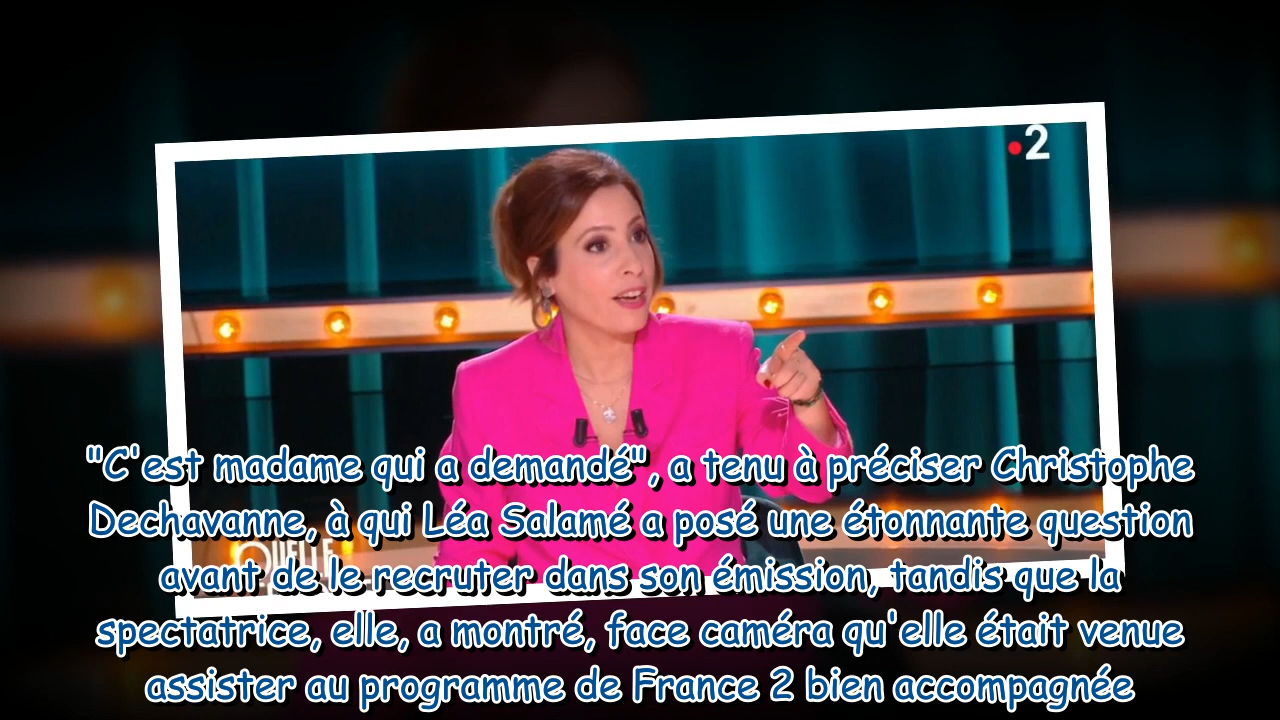 2
"C'est madame qui a demandé", a tenu à préciser Christophe
Dechavanne, à qui Léa Salamé a posé une étonnante question
QUELLE
avant de le recruter dans son émission, tandis que la
spectatrice, elle, a montré, face caméra qu'elle était venue
assister au programme de France 2 bien accompagnée